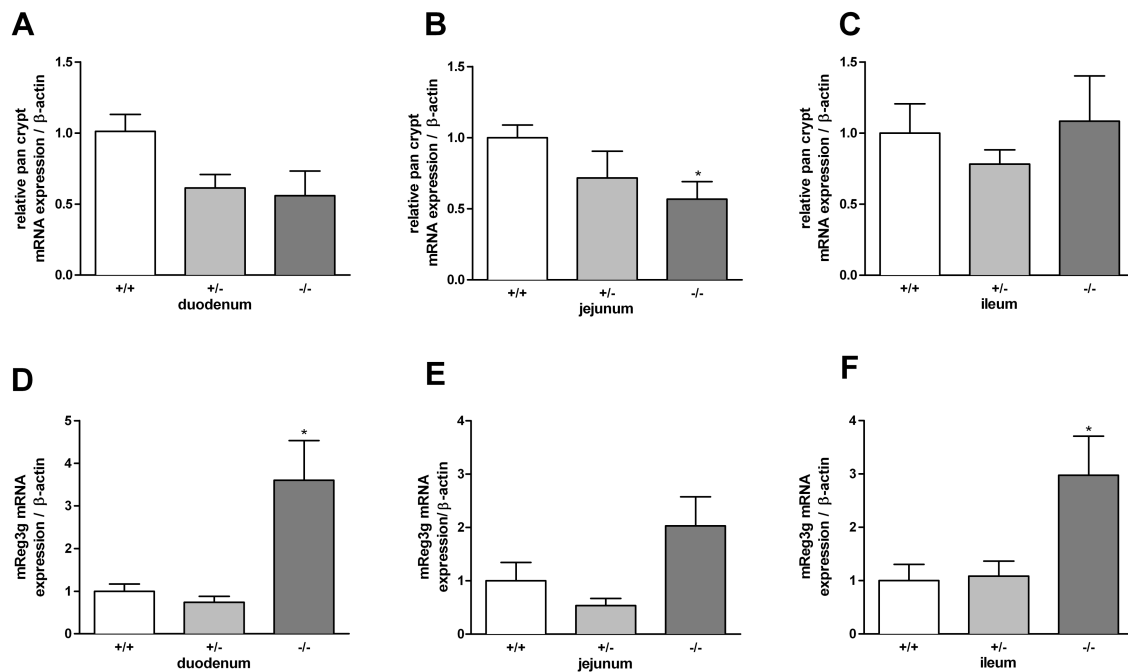 A
relative pan crypt
mRNA expression / β-actin
1.5
1.0
0.5
0.0
+/+ +/- -/-
duodenum
B
relative pan crypt
mRNA expression / β-actin
1.5
1.0
0.5
0.0
*
+/+ +/- -/-
jejunum
C
relative pan crypt
mRNA expression / β-actin
1.5
1.0
0.5
0.0
+/+ +/- -/-
ileum
D
mReg3g mRNA
expression / β-actin
5
4
3
2
1
0
*
+/+ +/- -/-
duodenum
E
mReg3g mRNA
expression/β-actin
4
3
2
1
0
+/+ +/- -/-
jejunum
F
mReg3g mRNA
expression / β-actin
4
3
2
1
0
*
+/+ +/- -/-
ileum